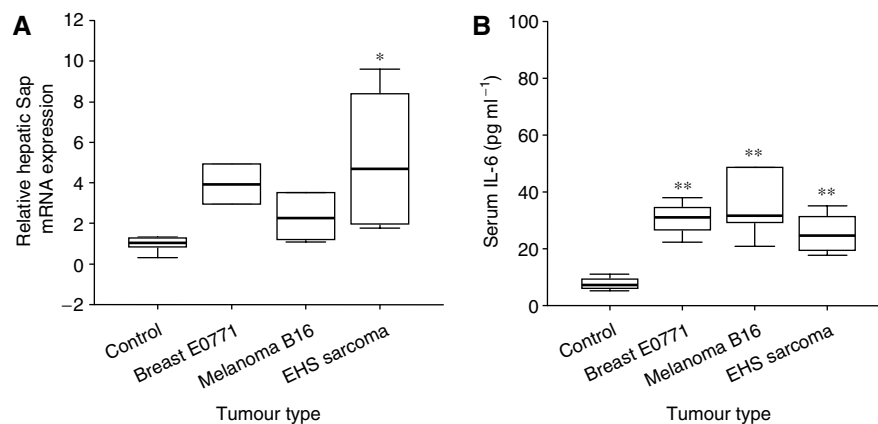 A
Relative hepatic Sap
mRNA expression
12
10
8
6
4
2
0
−2
*
Control
Breast E0771
Melanoma B16
EHS sarcoma
Tumour type
B
Serum IL-6 (pg ml⁻¹)
100
80
60
40
20
0
**
**
**
Control
Breast E0771
Melanoma B16
EHS sarcoma
Tumour type